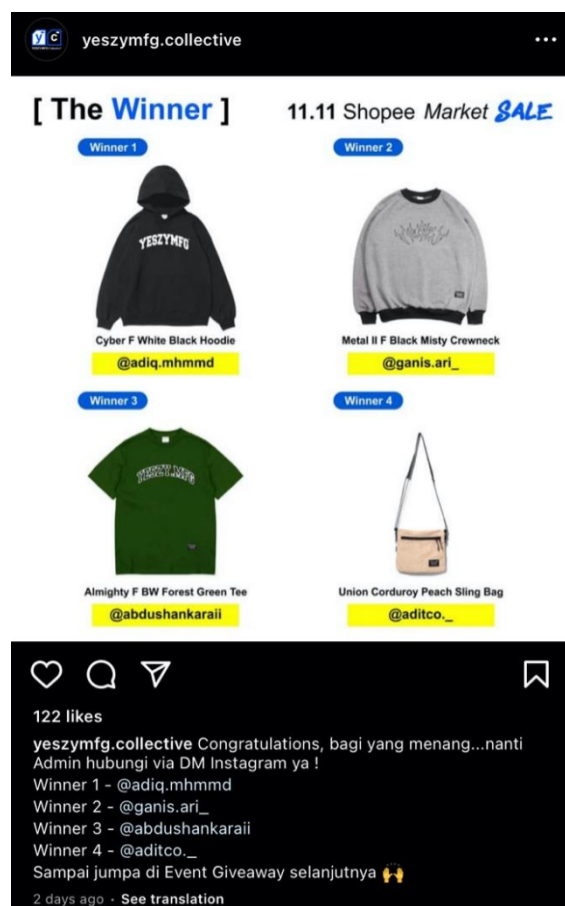 yeszymfg.collective
[ The Winner ]
11.11 Shopee Market SALE
Winner 1
Winner 2
YESZYMFG
Cyber F White Black Hoodie
Metal II F Black Misty Crewneck
@adiq.mhmmd
@ganis.ari_
Winner 3
Winner 4
YESZY.MFG
Almighty F BW Forest Green Tee
Union Corduroy Peach Sling Bag
@abdushankaraii
@aditco._
122 likes
yeszymfg.collective Congratulations, bagi yang menang...nanti
Admin hubungi via DM Instagram ya !
Winner 1 - @adiq.mhmmd
Winner 2 - @ganis.ari_
Winner 3 - @abdushankaraii
Winner 4 - @aditco._
Sampai jumpa di Event Giveaway selanjutnya 🙌
2 days ago • See translation